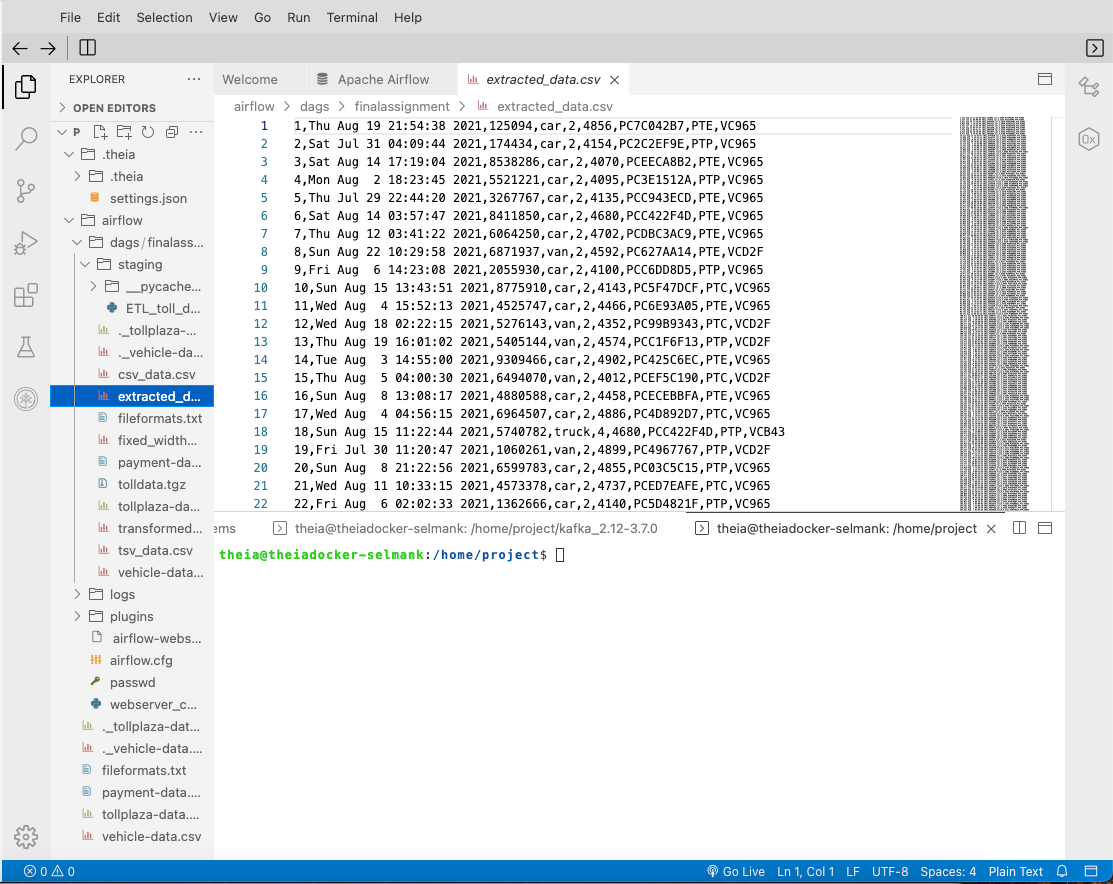 File Edit Selection View Go Run Terminal Help
EXPLORER ...
OPEN EDITORS
P ...
.theia
.theia
settings.json
airflow
dags/finalass...
staging
__pycache...
ETL_toll_d...
._tollplaza-...
._vehicle-da...
csv_data.csv
extracted_d...
fileformats.txt
fixed_width...
payment-da...
tolldata.tgz
tollplaza-da...
transformed...
tsv_data.csv
vehicle-data...
logs
plugins
airflow-webs...
airflow.cfg
passwd
webserver_c...
._tollplaza-dat...
._vehicle-data....
fileformats.txt
payment-data....
tollplaza-data....
vehicle-data.csv
Welcome Apache Airflow extracted_data.csv
airflow > dags > finalassignment > extracted_data.csv
1 1,Thu Aug 19 21:54:38 2021,125094,car,2,4856,PC7C042B7,PTE,VC965
2 2,Sat Jul 31 04:09:44 2021,174434,car,2,4154,PC2C2EF9E,PTP,VC965
3 3,Sat Aug 14 17:19:04 2021,8538286,car,2,4070,PCEECA8B2,PTE,VC965
4 4,Mon Aug  2 18:23:45 2021,5521221,car,2,4095,PC3E1512A,PTP,VC965
5 5,Thu Jul 29 22:44:20 2021,3267767,car,2,4135,PCC943ECD,PTE,VC965
6 6,Sat Aug 14 03:57:47 2021,8411850,car,2,4680,PCC422F4D,PTP,VC965
7 7,Thu Aug 12 03:41:22 2021,6064250,car,2,4702,PCDBC3AC9,PTE,VC965
8 8,Sun Aug 22 10:29:58 2021,6871937,van,2,4592,PC627AA14,PTE,VCD2F
9 9,Fri Aug  6 14:23:08 2021,2055930,car,2,4100,PCC6DD8D5,PTP,VC965
10 10,Sun Aug 15 13:43:51 2021,8775910,car,2,4143,PC5F47DCF,PTC,VC965
11 11,Wed Aug  4 15:52:13 2021,4525747,car,2,4466,PC6E93A05,PTE,VC965
12 12,Wed Aug 18 02:22:15 2021,5276143,van,2,4352,PC99B9343,PTC,VCD2F
13 13,Thu Aug 19 16:01:02 2021,5405144,van,2,4574,PCC1F6F13,PTP,VCD2F
14 14,Tue Aug  3 14:55:00 2021,9309466,car,2,4902,PC425C6EC,PTE,VC965
15 15,Thu Aug  5 04:00:30 2021,6494070,van,2,4012,PCEF5C190,PTC,VCD2F
16 16,Sun Aug  8 13:08:17 2021,4880588,car,2,4458,PCECEBBFA,PTE,VC965
17 17,Wed Aug  4 04:56:15 2021,6964507,car,2,4886,PC4D892D7,PTC,VC965
18 18,Sun Aug 15 11:22:44 2021,5740782,truck,4,4680,PCC422F4D,PTP,VCB43
19 19,Fri Jul 30 11:20:47 2021,1060261,van,2,4899,PC4967767,PTP,VCD2F
20 20,Sun Aug  8 21:22:56 2021,6599783,car,2,4855,PC03C5C15,PTP,VC965
21 21,Wed Aug 11 10:33:15 2021,4573378,car,2,4737,PCED7EAFE,PTC,VC965
22 22,Fri Aug  6 02:02:33 2021,1362666,car,2,4140,PC5D4821F,PTP,VC965
ems theia@theiadocker-selmank: /home/project/kafka_2.12-3.7.0 theia@theiadocker-selmank: /home/project
theia@theiadocker-selmank:/home/project$
0x
0 0 Go Live Ln 1, Col 1 LF UTF-8 Spaces: 4 Plain Text